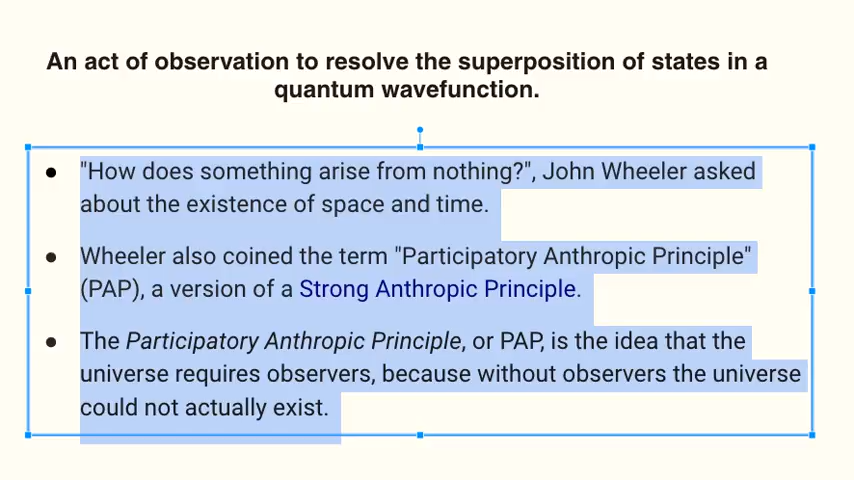 An act of observation to resolve the superposition of states in a
quantum wavefunction.
● "How does something arise from nothing?", John Wheeler asked
about the existence of space and time.
● Wheeler also coined the term "Participatory Anthropic Principle"
(PAP), a version of a Strong Anthropic Principle.
● The Participatory Anthropic Principle, or PAP, is the idea that the
universe requires observers, because without observers the universe
could not actually exist.